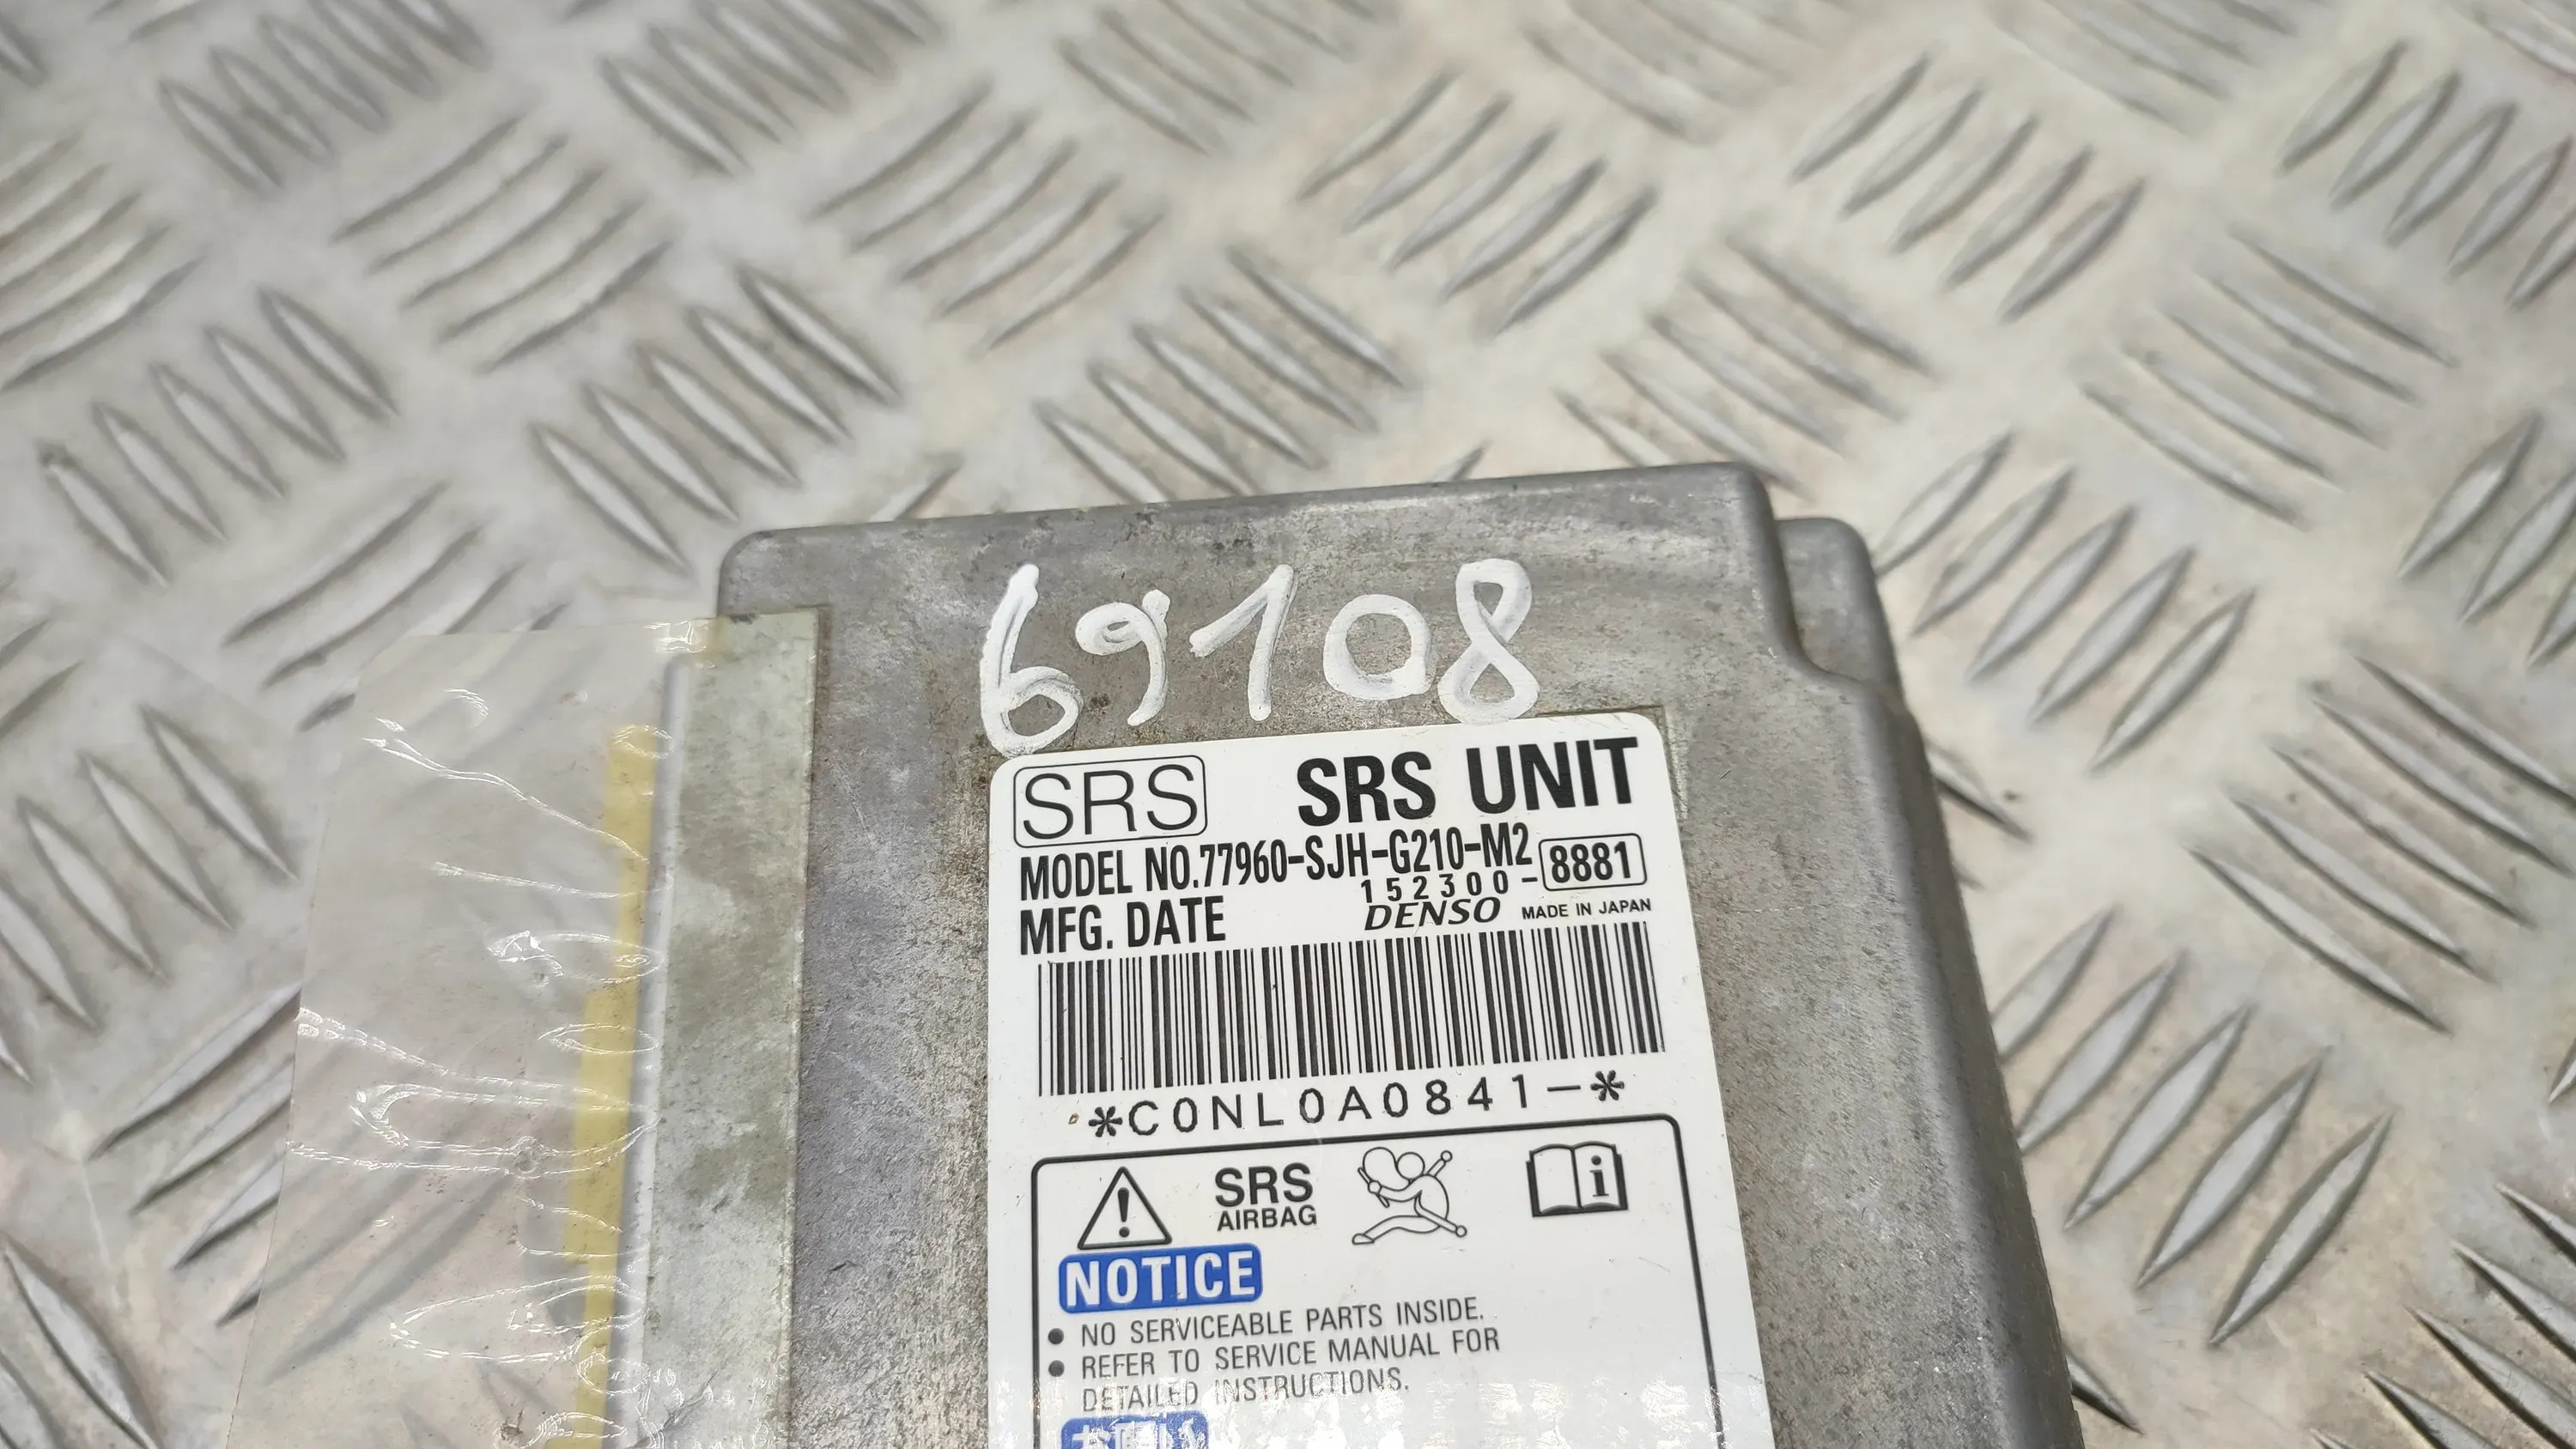 69108
SRS SRS UNIT
MODEL NO.77960-SJH-G210-M2
152300-8881
MFG. DATE DENSO MADE IN JAPAN
*C0NL0A0841-*
SRS
AIRBAG
NOTICE
• NO SERVICEABLE PARTS INSIDE.
• REFER TO SERVICE MANUAL FOR
DETAILED INSTRUCTIONS.